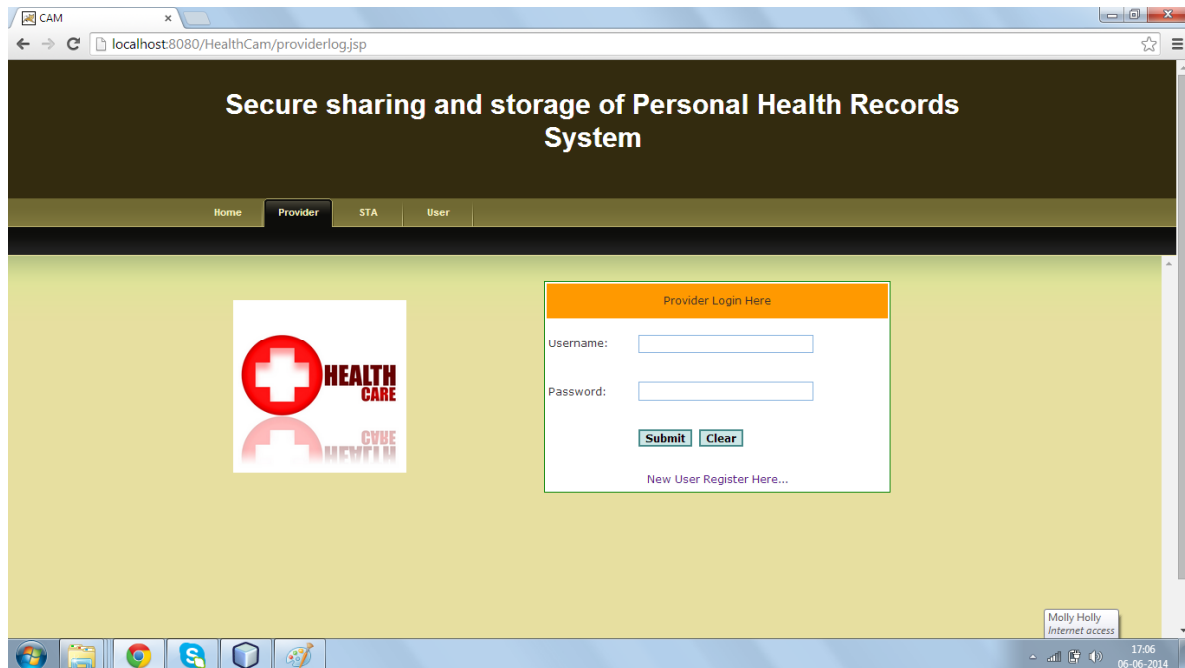 CAM
localhost:8080/HealthCam/providerlog.jsp
Secure sharing and storage of Personal Health Records
System
Home Provider STA User
Provider Login Here
Username:
Password:
Submit Clear
New User Register Here...
HEALTH
CARE
CARE
HEALTH
Molly Holly
Internet access
17:06
06-06-2014